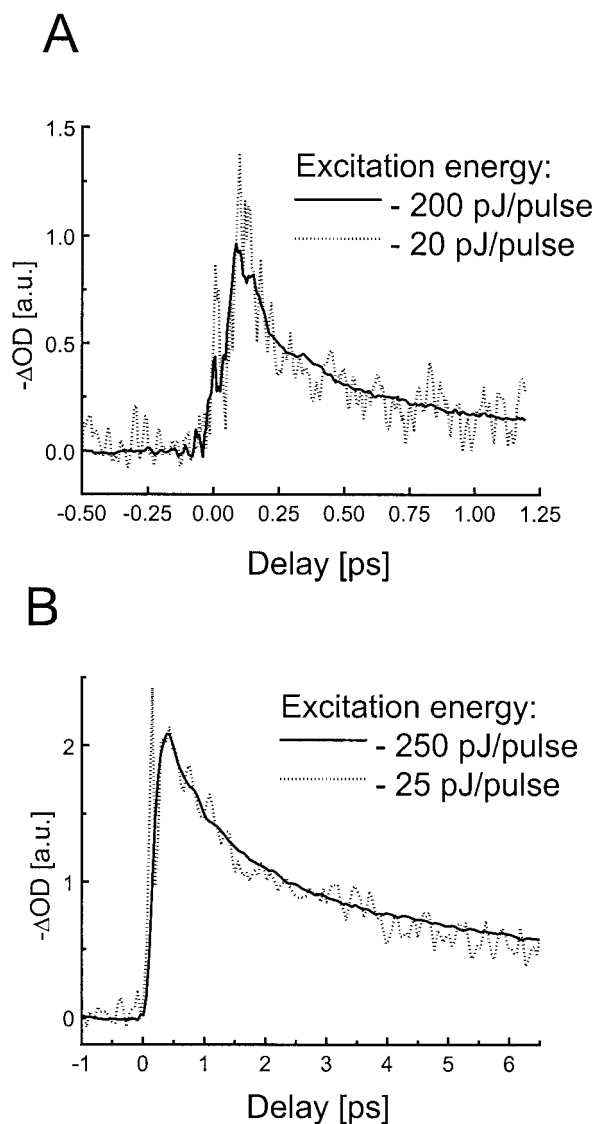 A
-ΔOD [a.u.]
1.5
1.0
0.5
0.0
Excitation energy:
- 200 pJ/pulse
- 20 pJ/pulse
-0.50 -0.25 0.00 0.25 0.50 0.75 1.00 1.25
Delay [ps]
B
-ΔOD [a.u.]
2
1
0
Excitation energy:
- 250 pJ/pulse
- 25 pJ/pulse
-1 0 1 2 3 4 5 6
Delay [ps]